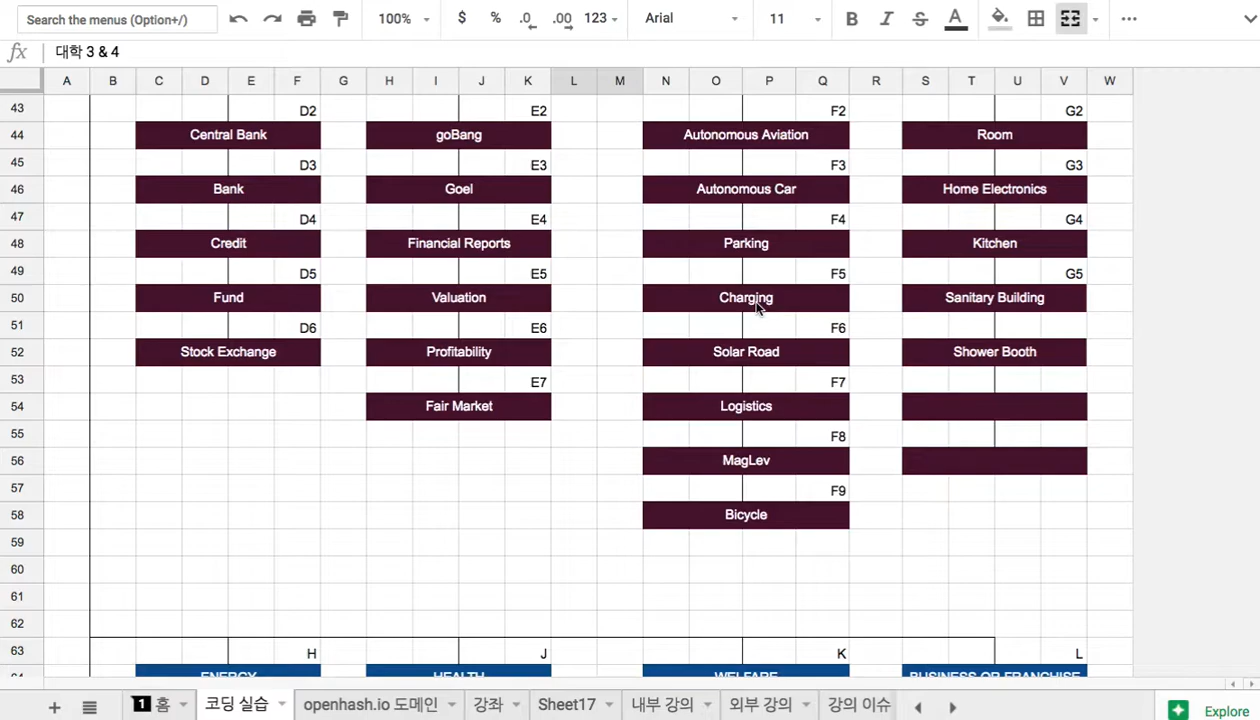 Search the menus (Option+/)
100%
$ % .0 .00 123
Arial
11
B I S A
fx 대학 3 & 4
A B C D E F G H I J K L M N O P Q R S T U V W
43 D2 E2 F2 G2
44 Central Bank goBang Autonomous Aviation Room
45 D3 E3 F3 G3
46 Bank Goel Autonomous Car Home Electronics
47 D4 E4 F4 G4
48 Credit Financial Reports Parking Kitchen
49 D5 E5 F5 G5
50 Fund Valuation Charging Sanitary Building
51 D6 E6 F6
52 Stock Exchange Profitability Solar Road Shower Booth
53 E7 F7
54 Fair Market Logistics
55 F8
56 MagLev
57 F9
58 Bicycle
59
60
61
62
63 H J K L
64 ENERGY HEALTH WELFARE BUSINESS OR FRANCHISE
1 홈 코딩 실습 openhash.io 도메인 강좌 Sheet17 내부 강의 외부 강의 강의 이슈
Explore